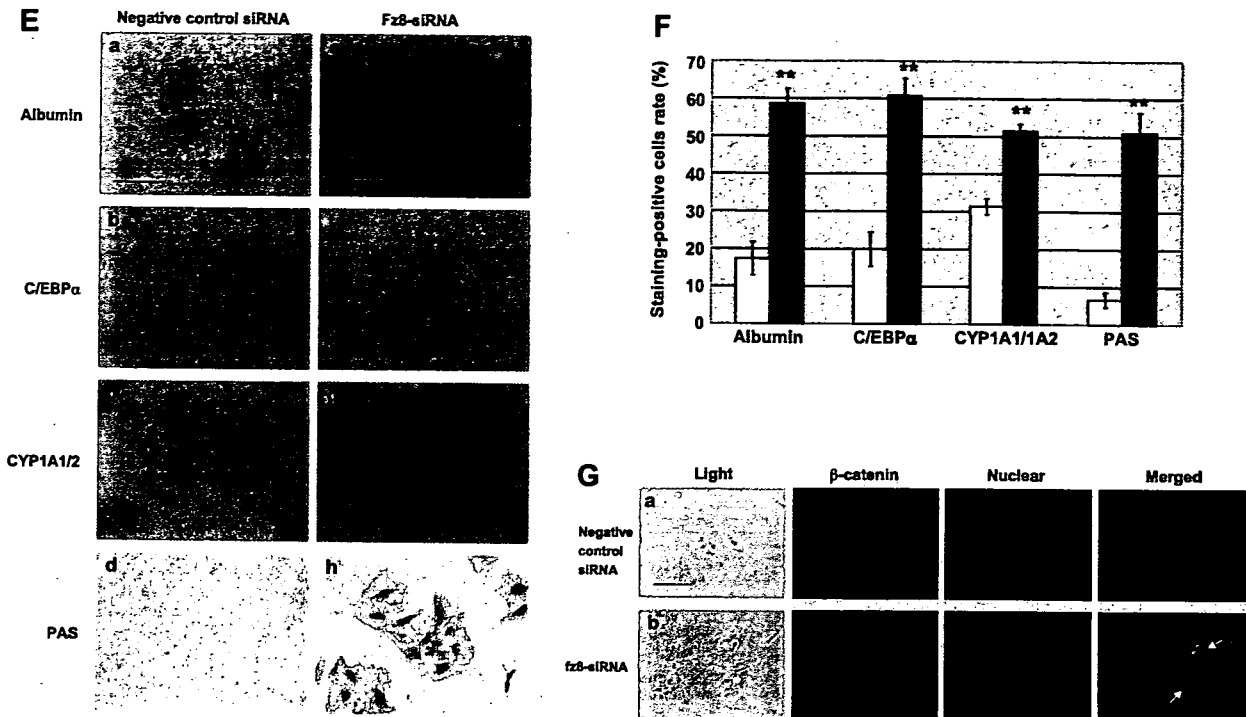 E
Negative control siRNA
Fz8-siRNA
a
Albumin
b
C/EBPα
CYP1A1/2
d
h
PAS
F
Staining-positive cells rate (%)
70
60
50
40
30
20
10
0
**
**
**
**
Albumin
C/EBPα
CYP1A1/1A2
PAS
G
Light
β-catenin
Nuclear
Merged
a
Negative
control
siRNA
b
fz8-siRNA